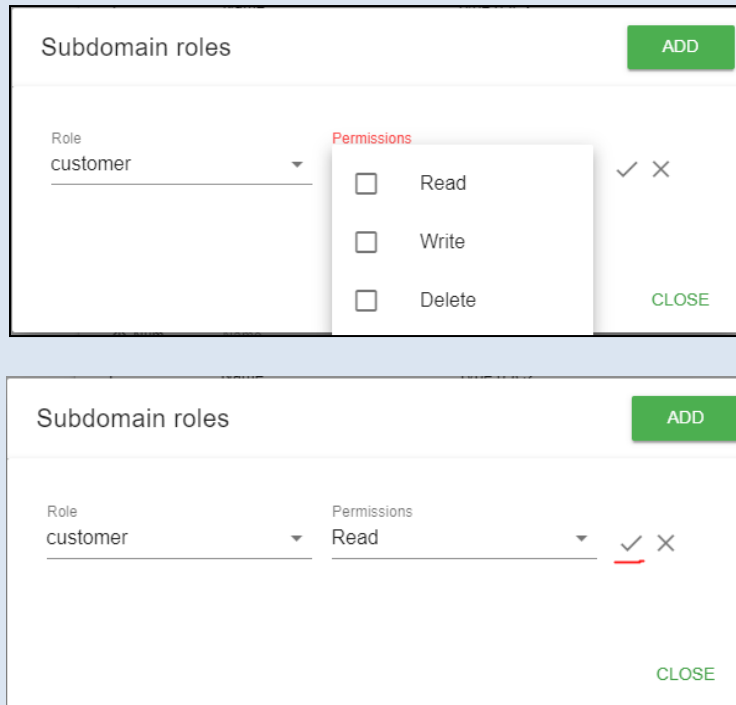 Subdomain roles
ADD
Role
Permissions
customer
Read
Write
Delete
CLOSE
Subdomain roles
ADD
Role
Permissions
customer
Read
CLOSE